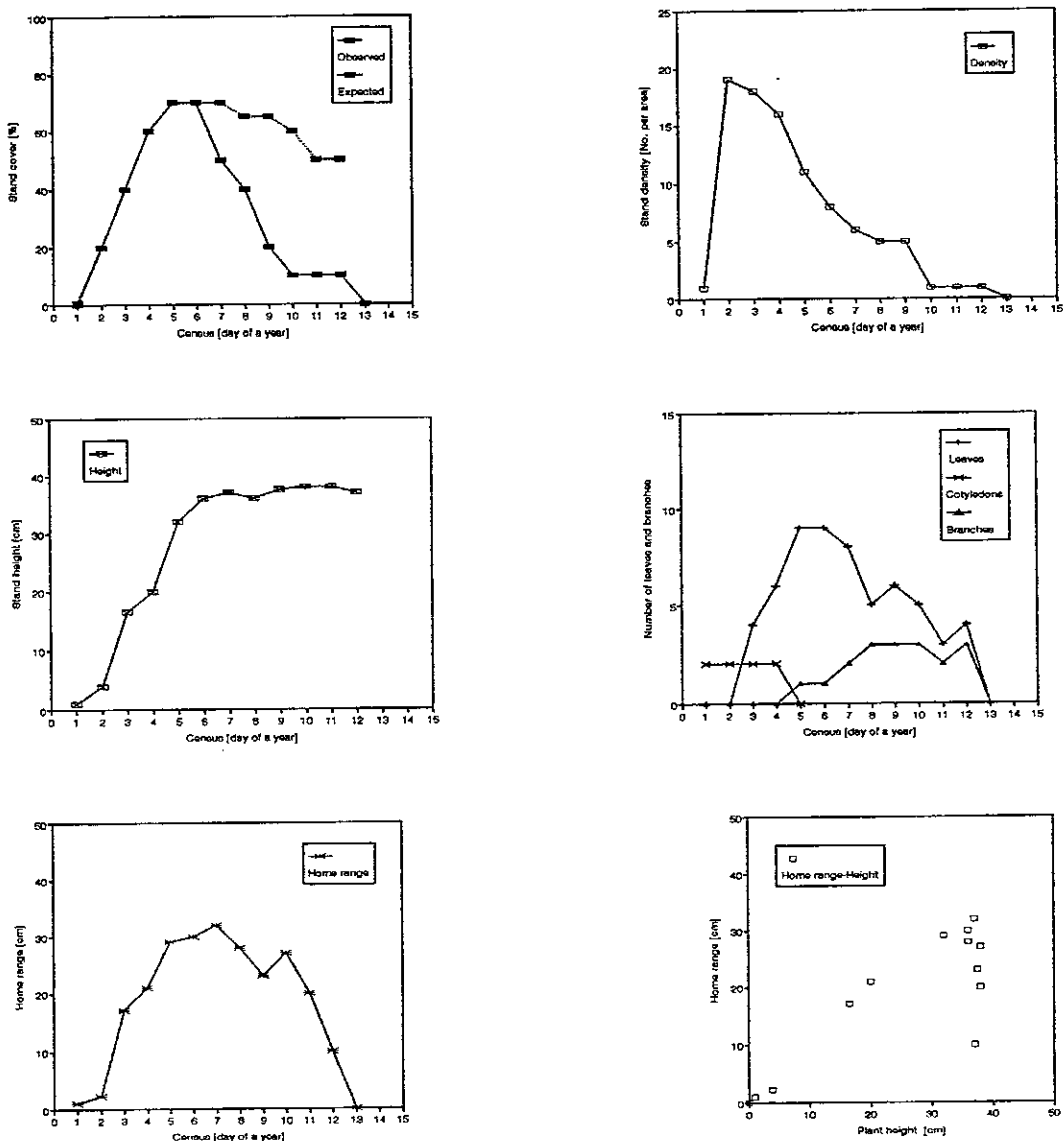 100
80
60
40
20
0
Stand cover [%]
Observed
Expected
0 1 2 3 4 5 6 7 8 9 10 11 12 13 14 15
Census [day of a year]
25
20
15
10
5
0
Stand density [No. per area]
Density
0 1 2 3 4 5 6 7 8 9 10 11 12 13 14 15
Census [day of a year]
50
40
30
20
10
0
Stand height [cm]
Height
0 1 2 3 4 5 6 7 8 9 10 11 12 13 14 15
Census [day of a year]
15
10
5
0
Number of leaves and branches
Leaves
Cotyledons
Branches
0 1 2 3 4 5 6 7 8 9 10 11 12 13 14 15
Census [day of a year]
50
40
30
20
10
0
Home range [cm]
Home range
0 1 2 3 4 5 6 7 8 9 10 11 12 13 14 15
Census [day of a year]
50
40
30
20
10
0
Home range [cm]
Home range-Height
0 10 20 30 40 50
Plant height [cm]